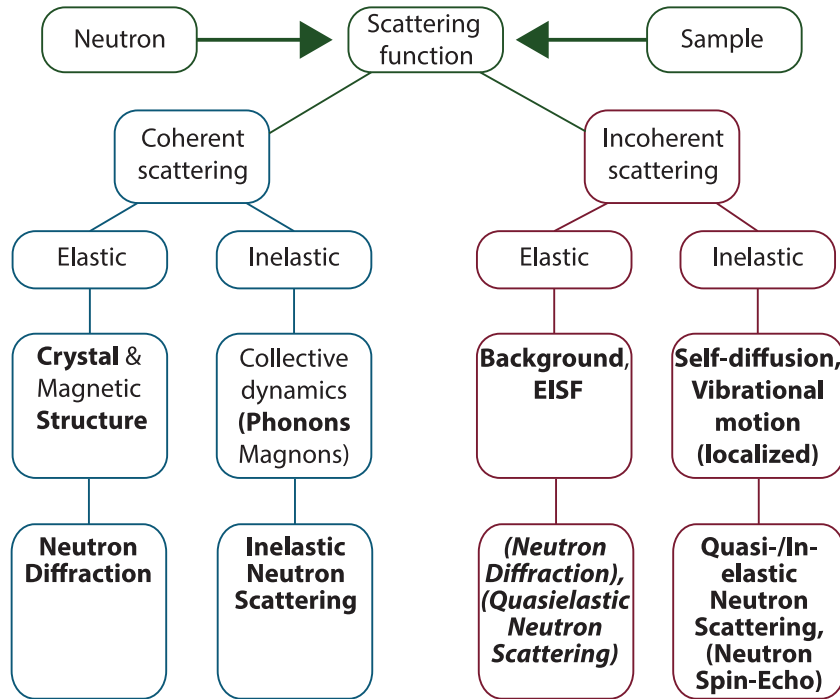 Neutron
Scattering
function
Sample
Coherent
scattering
Incoherent
scattering
Elastic
Inelastic
Elastic
Inelastic
Crystal &
Magnetic
Structure
Collective
dynamics
(Phonons
Magnons)
Background,
EISF
Self-diffusion,
Vibrational
motion
(localized)
Neutron
Diffraction
Inelastic
Neutron
Scattering
(Neutron
Diffraction),
(Quasielastic
Neutron
Scattering)
Quasi-/In-
elastic
Neutron
Scattering,
(Neutron
Spin-Echo)